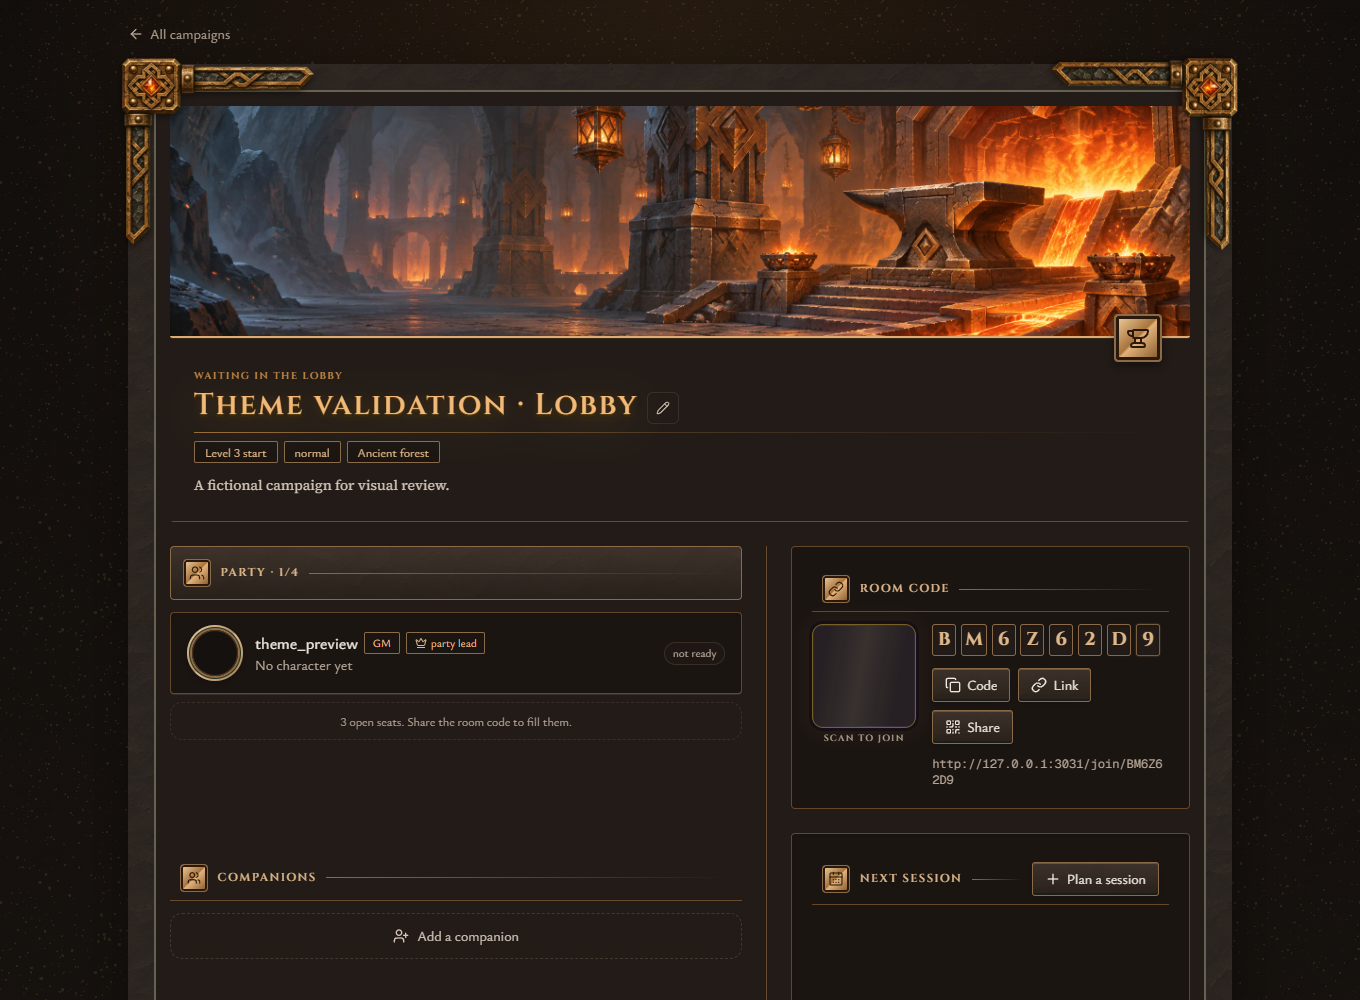 All campaigns
WAITING IN THE LOBBY
THEME VALIDATION · LOBBY
Level 3 start
normal
Ancient forest
A fictional campaign for visual review.
PARTY · 1/4
theme_preview
GM
party lead
No character yet
not ready
3 open seats. Share the room code to fill them.
COMPANIONS
Add a companion
ROOM CODE
B M 6 Z 6 2 D 9
Code
Link
Share
SCAN TO JOIN
http://127.0.0.1:3031/join/BM6Z6
2D9
NEXT SESSION
Plan a session